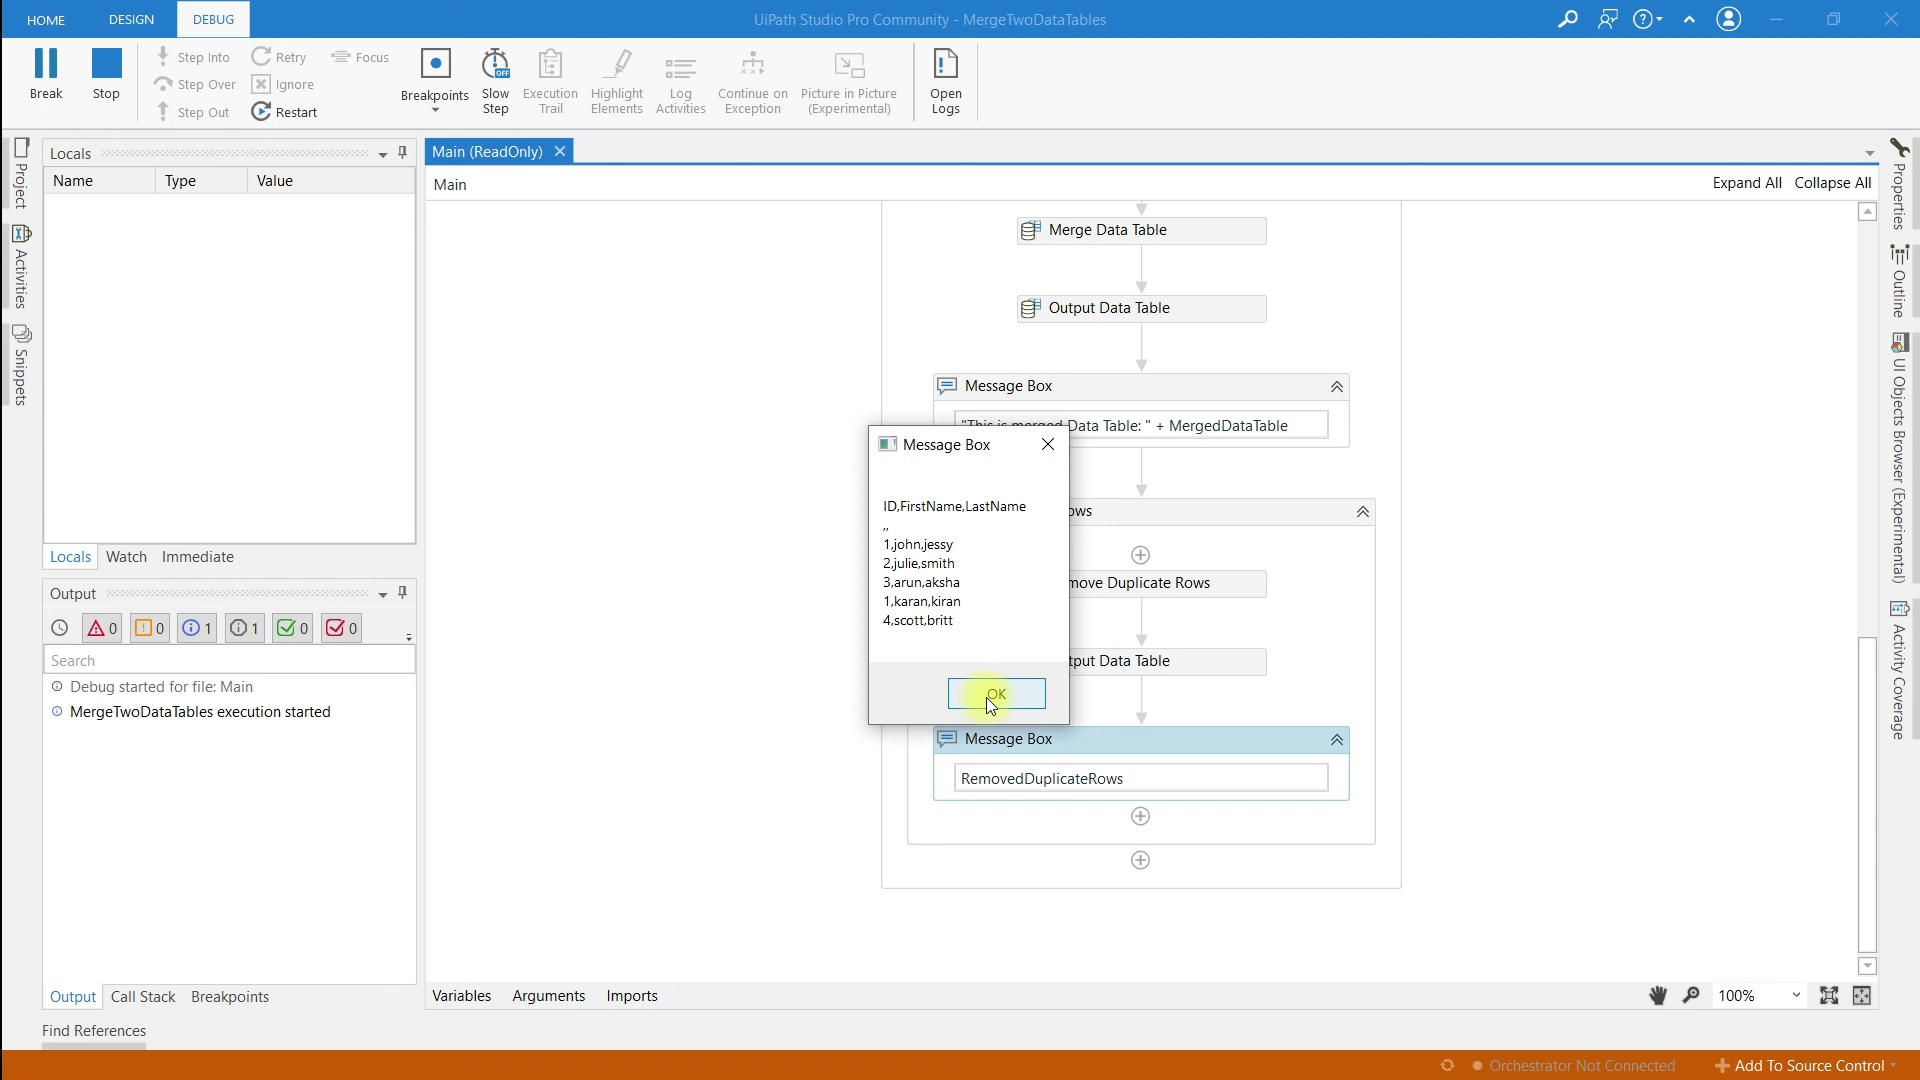 HOME DESIGN DEBUG UiPath Studio Pro Community - MergeTwoDataTables
Break
Stop
Step Into
Step Over
Step Out
Retry
Ignore
Restart
Focus
Breakpoints
Slow
Step
OFF
Execution
Trail
Highlight
Elements
Log
Activities
Continue on
Exception
Picture in Picture
(Experimental)
Open
Logs
Project
Activities
Snippets
Locals
Name Type Value
Locals Watch Immediate
Output
0 0 1 1 0 0
Search
Debug started for file: Main
MergeTwoDataTables execution started
Output Call Stack Breakpoints
Find References
Main (ReadOnly)
Main Expand All Collapse All
Merge Data Table
Output Data Table
Message Box
"This is merged Data Table: " + MergedDataTable
ows
move Duplicate Rows
tput Data Table
Message Box
RemovedDuplicateRows
Message Box
ID,FirstName,LastName
,,
1,john,jessy
2,julie,smith
3,arun,aksha
1,karan,kiran
4,scott,britt
OK
Variables Arguments Imports 100%
Properties
Outline
UI Objects Browser (Experimental)
Activity Coverage
Orchestrator Not Connected Add To Source Control